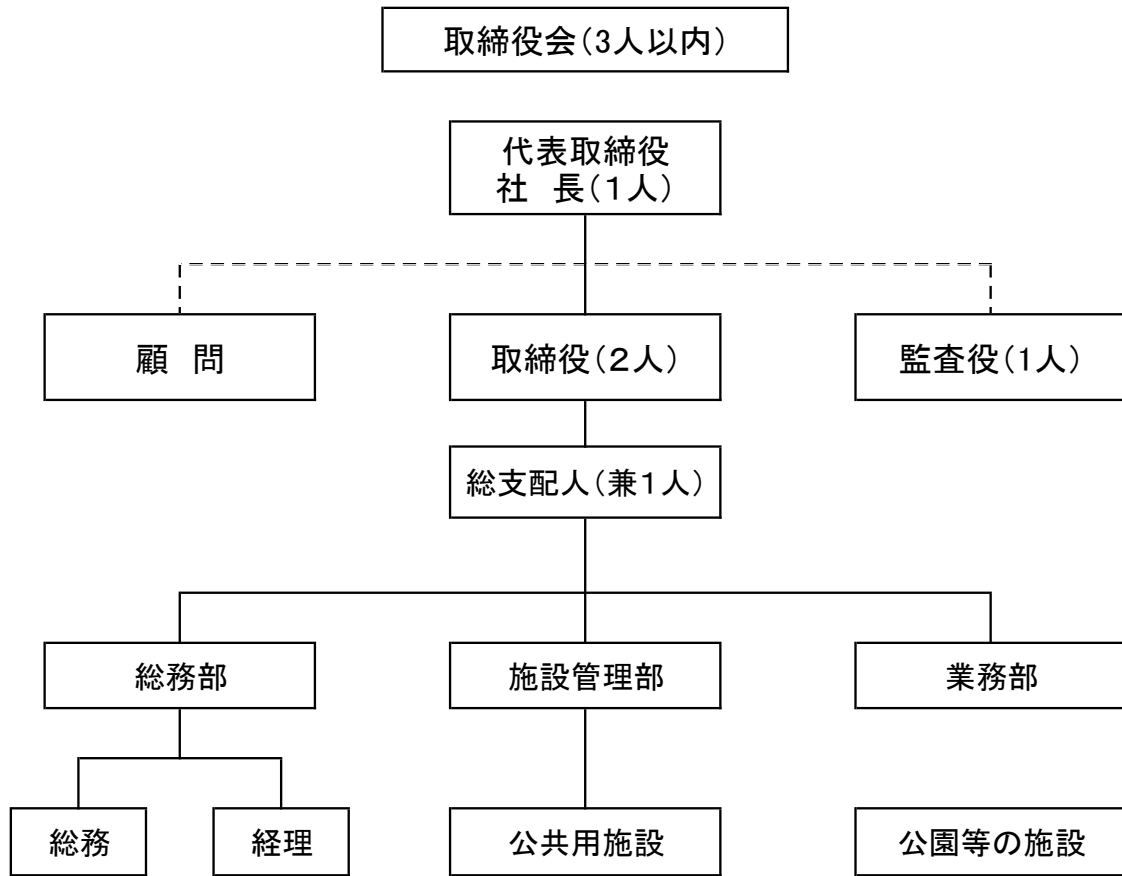 取締役会（3人以内）
代表取締役
社　長（１人）
顧　問
取締役（２人）
監査役（1人）
総支配人（兼１人）
総務部
施設管理部
業務部
総務
経理
公共用施設
公園等の施設